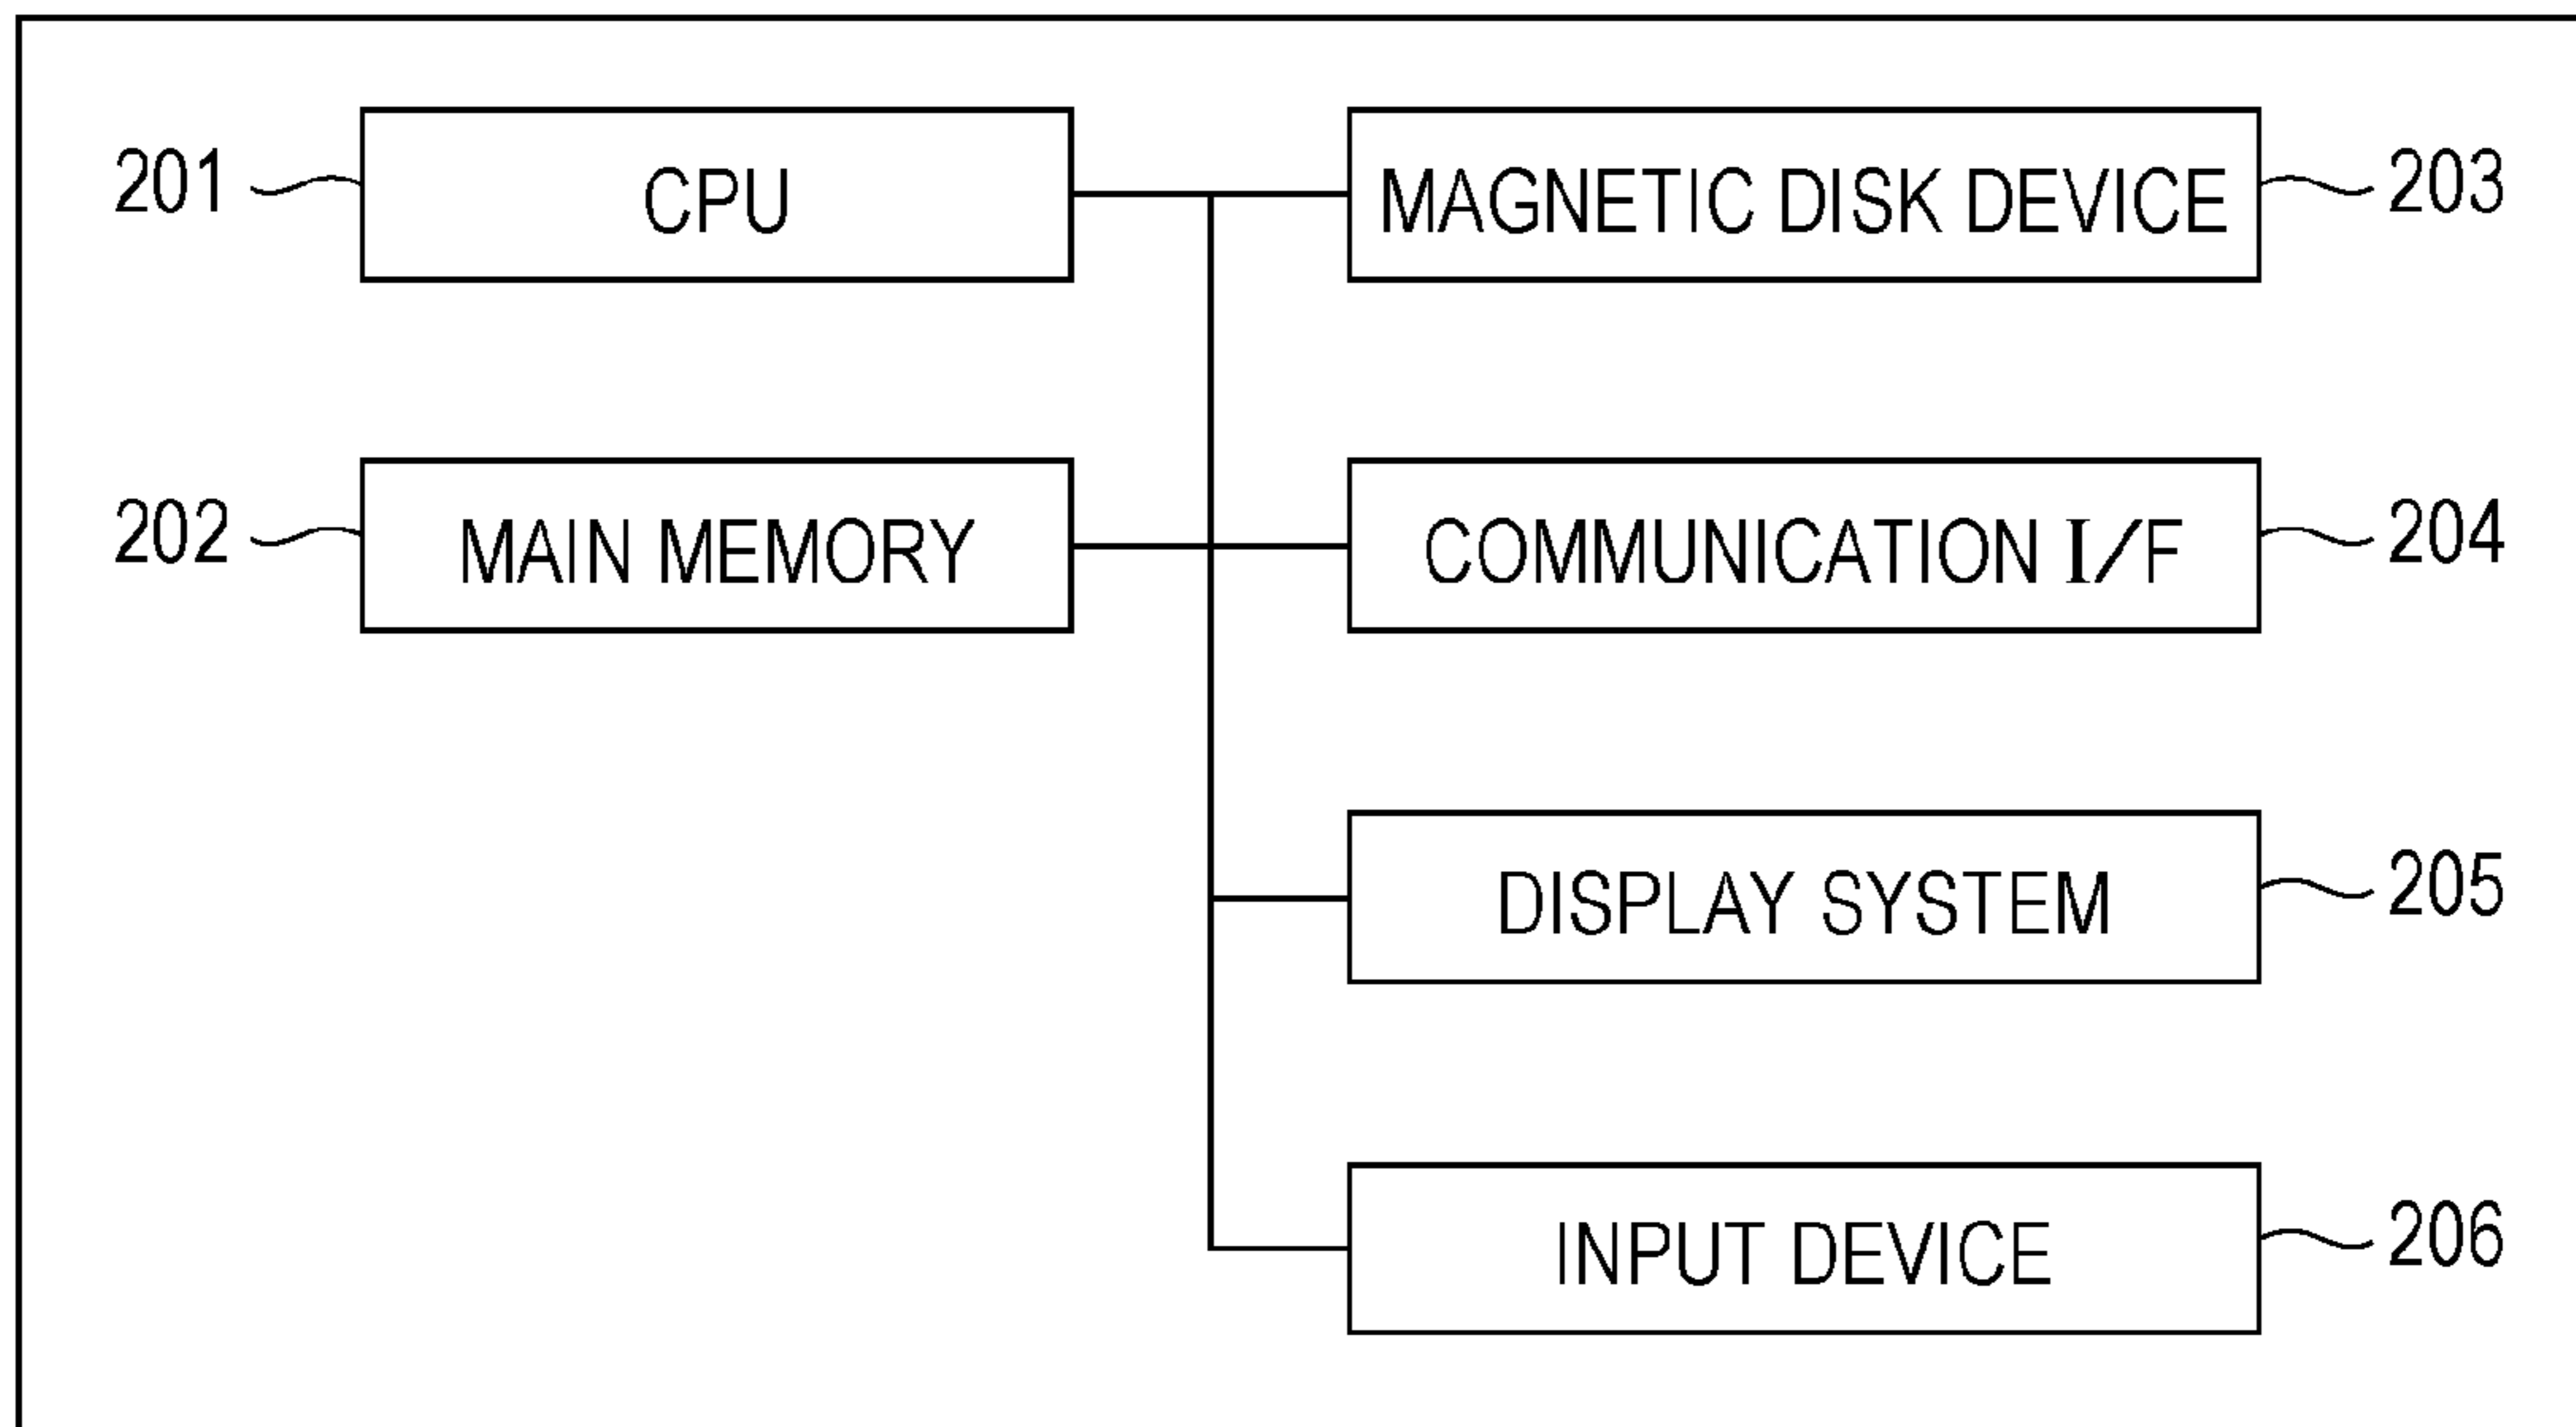 201 CPU MAGNETIC DISK DEVICE 203
202 MAIN MEMORY COMMUNICATION I/F 204
DISPLAY SYSTEM 205
INPUT DEVICE 206